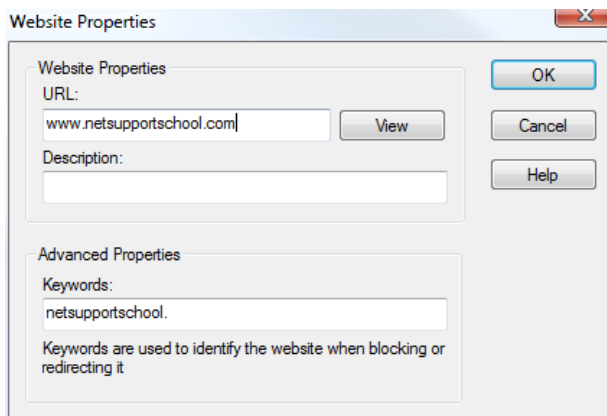 Website Properties
Website Properties
OK
URL:
www.netsupportschool.com
View
Cancel
Description:
Help
Advanced Properties
Keywords:
netsupportschool.
Keywords are used to identify the website when blocking or
redirecting it